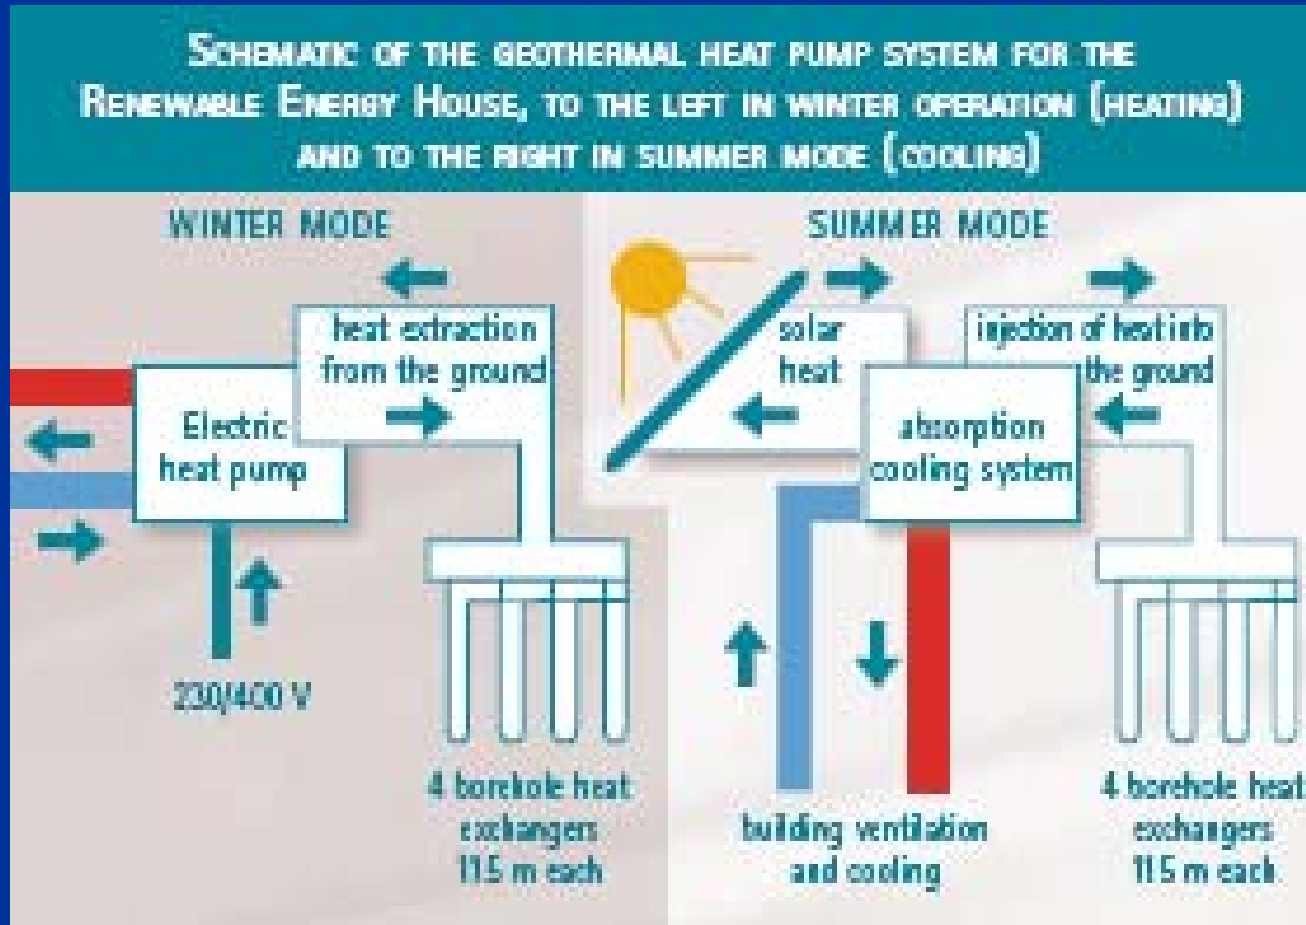 SCHEMATIC OF THE GEOTHERMAL HEAT PUMP SYSTEM FOR THE
RENEWABLE ENERGY HOUSE, TO THE LEFT IN WINTER OPERATION (HEATING)
AND TO THE RIGHT IN SUMMER MODE (COOLING)
WINTER MODE
heat extraction
from the ground
Electric
heat pump
230/400 V
4 borehole heat
exchangers
115 m each
SUMMER MODE
solar
heat
injection of heat into
the ground
absorption
cooling system
building ventilation
and cooling
4 borehole heat
exchangers
115 m each